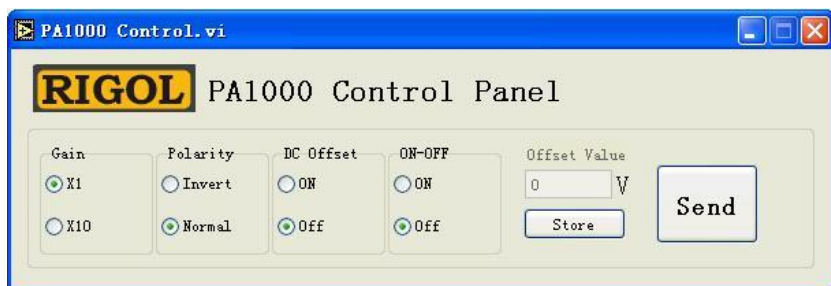 PA1000 Control.vi
RIGOL PA1000 Control Panel
Gain Polarity DC Offset ON-OFF Offset Value
X1 Invert ON ON 0 V
X10 Normal Off Off Store
Send